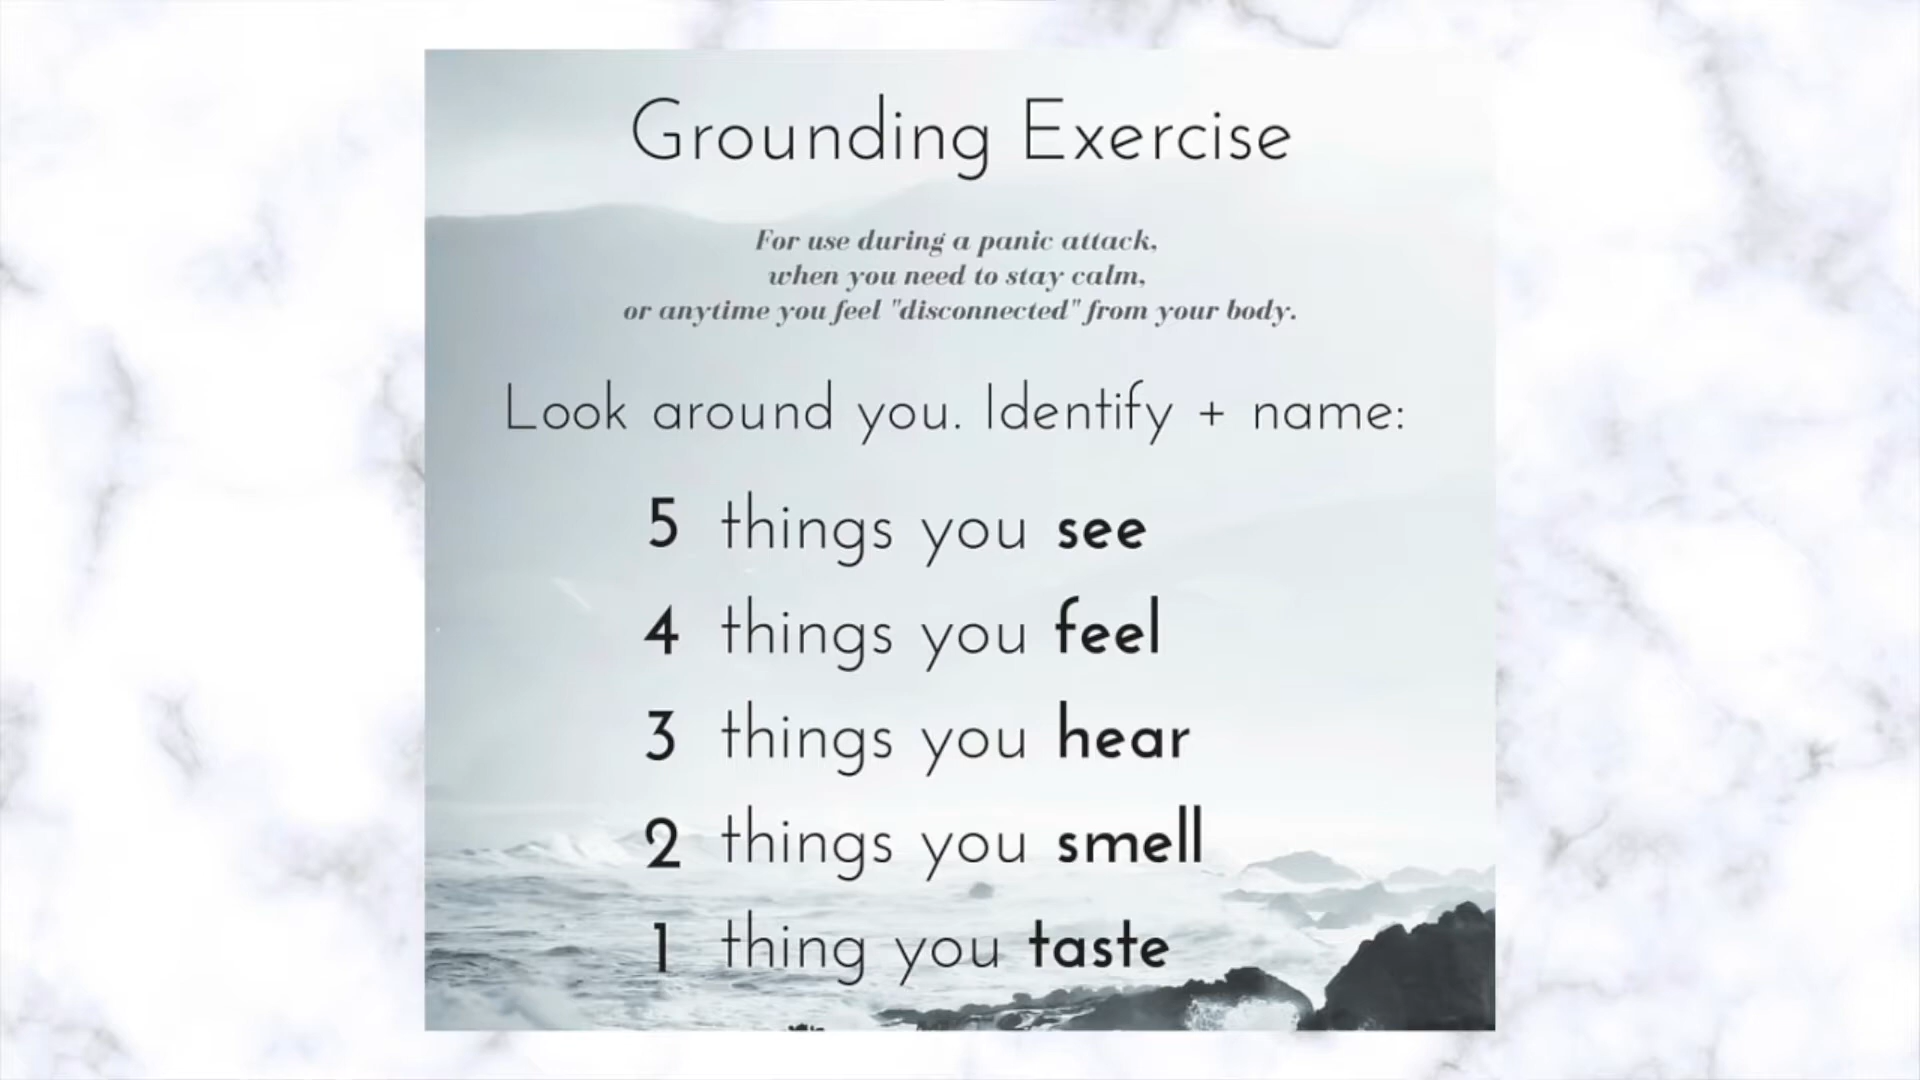 Grounding Exercise
For use during a panic attack,
when you need to stay calm,
or anytime you feel "disconnected" from your body.
Look around you. Identify + name:
5 things you see
4 things you feel
3 things you hear
2 things you smell
1 thing you taste